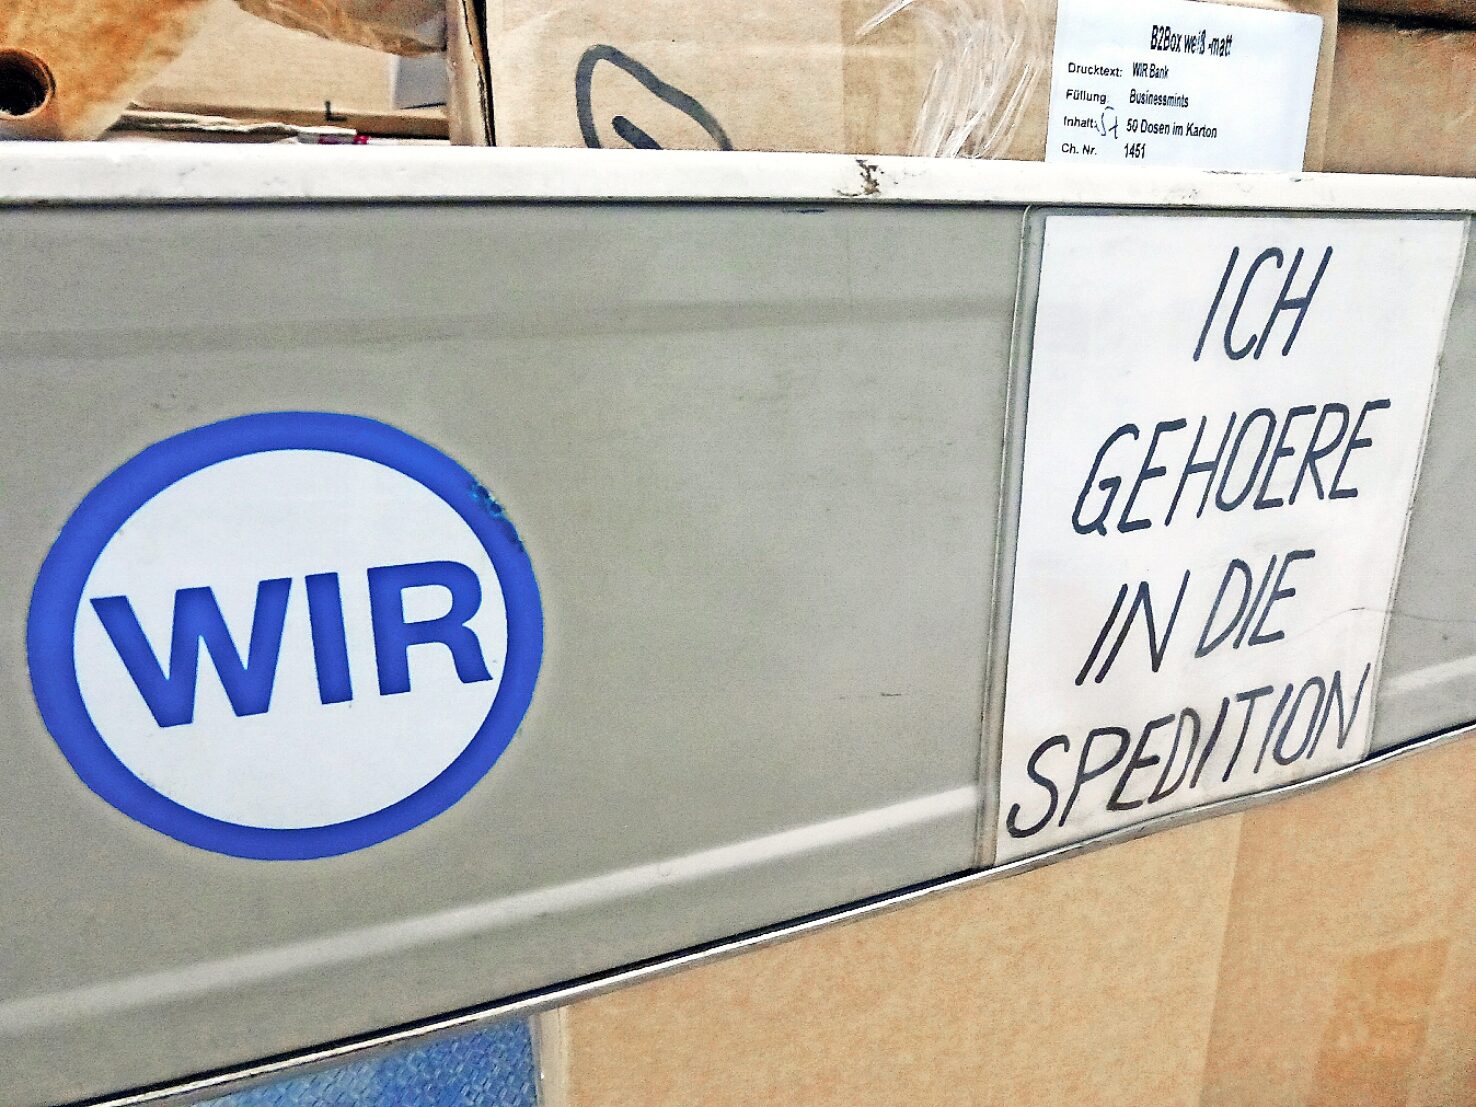 B2Box weiß -matt
Drucktext: WIR Bank
Füllung: Businessmints
Inhalt: 50 Dosen im Karton
Ch. Nr. 1451
WIR
ICH
GEHOERE
IN DIE
SPEDITION